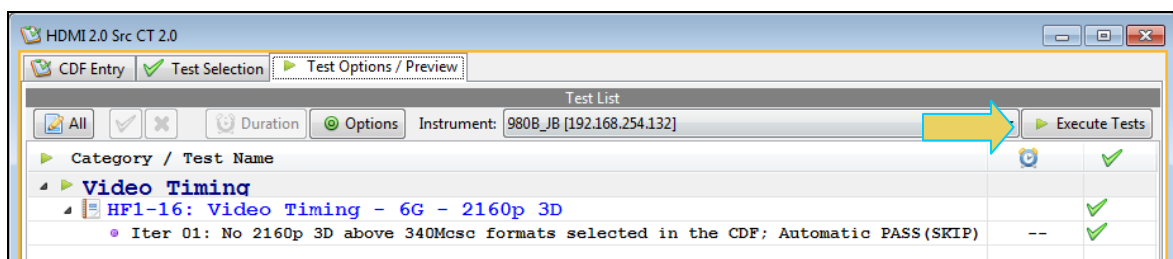 HDMI 2.0 Src CT 2.0
CDF Entry Test Selection Test Options / Preview
Test List
All Duration Options Instrument: 980B_JB [192.168.254.132] Execute Tests
Category / Test Name
Video Timing
HF1-16: Video Timing - 6G - 2160p 3D
Iter 01: No 2160p 3D above 340Mcsc formats selected in the CDF; Automatic PASS(SKIP) --